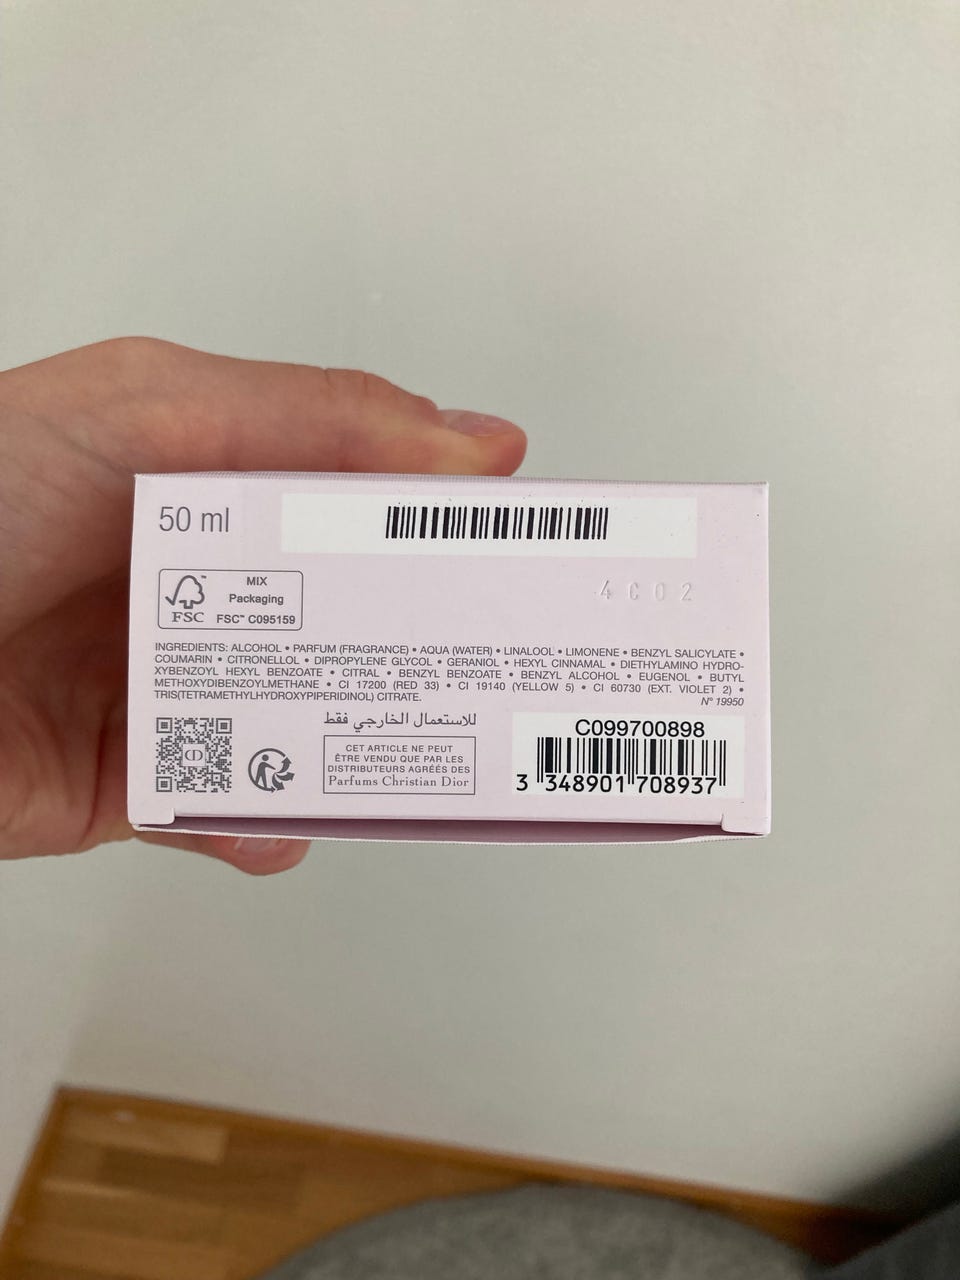 50 ml
4C02
FSC™
MIX
Packaging
FSC™ C095159
INGREDIENTS: ALCOHOL • PARFUM (FRAGRANCE) • AQUA (WATER) • LINALOOL • LIMONENE • BENZYL SALICYLATE •
COUMARIN • CITRONELLOL • DIPROPYLENE GLYCOL • GERANIOL • HEXYL CINNAMAL • DIETHYLAMINO HYDRO-
XYBENZOYL HEXYL BENZOATE • CITRAL • BENZYL BENZOATE • BENZYL ALCOHOL • EUGENOL • BUTYL
METHOXYDIBENZOYLMETHANE • CI 17200 (RED 33) • CI 19140 (YELLOW 5) • CI 60730 (EXT. VIOLET 2) •
TRIS(TETRAMETHYLHYDROXYPIPERIDINOL) CITRATE.
N° 19950
للاستعمال الخارجي فقط
CD
CET ARTICLE NE PEUT
ÊTRE VENDU QUE PAR LES
DISTRIBUTEURS AGRÉÉS DES
Parfums Christian Dior
C099700898
3 348901 708937